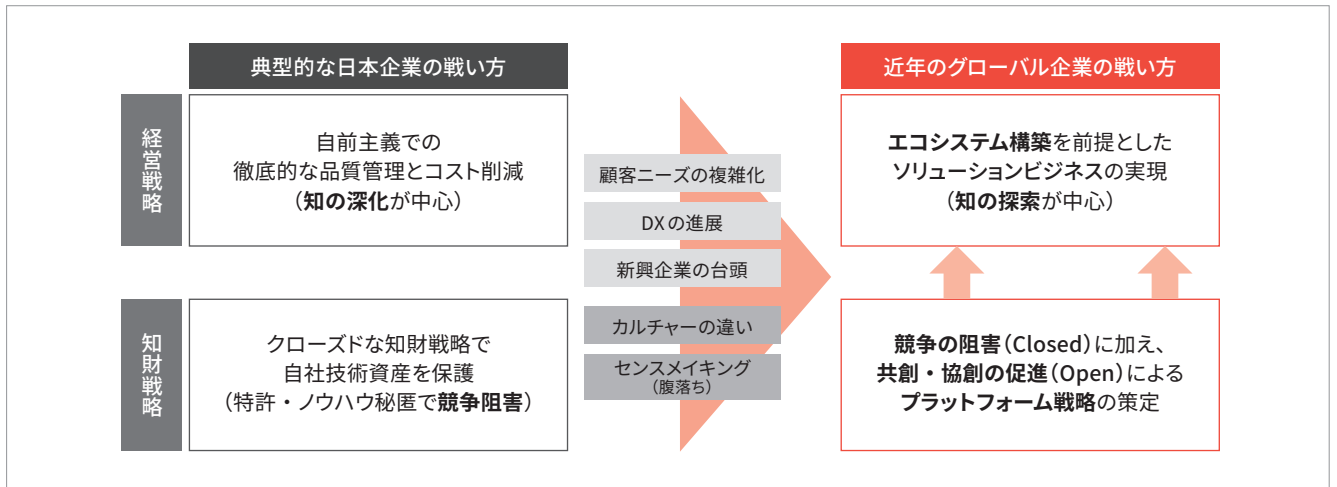 典型的な日本企業の戦い方
近年のグローバル企業の戦い方
経営戦略
自前主義での
徹底的な品質管理とコスト削減
（知の深化が中心）
顧客ニーズの複雑化
DXの進展
新興企業の台頭
カルチャーの違い
センスメイキング
（腹落ち）
エコシステム構築を前提とした
ソリューションビジネスの実現
（知の探索が中心）
知財戦略
クローズドな知財戦略で
自社技術資産を保護
（特許・ノウハウ秘匿で競争阻害）
競争の阻害（Closed）に加え、
共創・協創の促進（Open）による
プラットフォーム戦略の策定